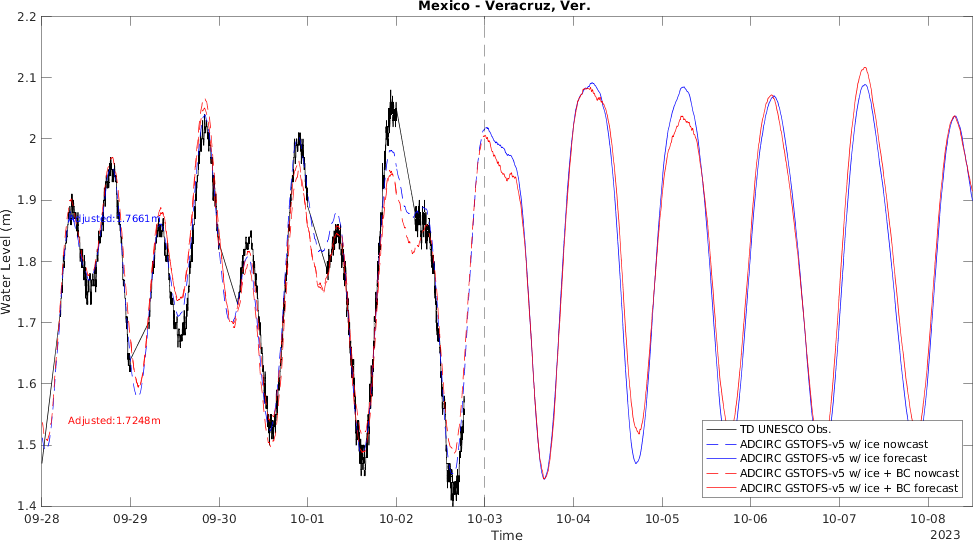 Mexico - Veracruz, Ver.
2.2
2.1
2
1.9
1.8
1.7
1.6
1.5
1.4
Water Level (m)
Adjusted:1.7661m
Adjusted:1.7248m
TD UNESCO Obs.
ADCIRC GSTOFS-v5 w/ ice nowcast
ADCIRC GSTOFS-v5 w/ ice forecast
ADCIRC GSTOFS-v5 w/ ice + BC nowcast
ADCIRC GSTOFS-v5 w/ ice + BC forecast
09-28 09-29 09-30 10-01 10-02 10-03 10-04 10-05 10-06 10-07 10-08
Time
2023